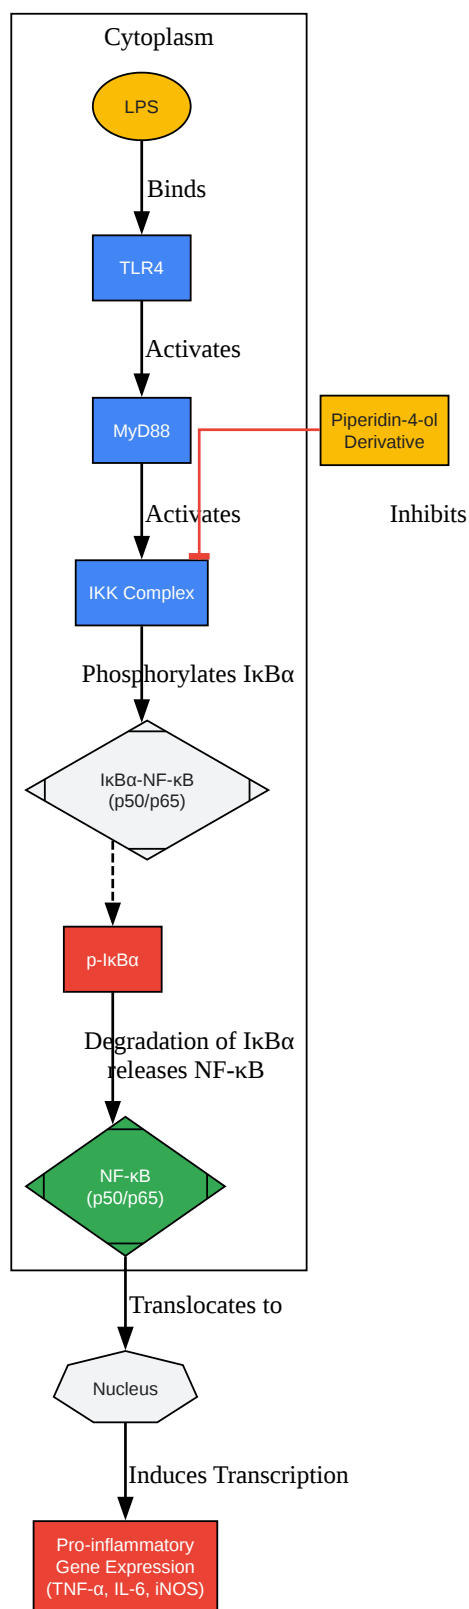 Cytoplasm
LPS
Binds
TLR4
Activates
MyD88
Piperidin-4-ol
Derivative
Activates
Inhibits
IKK Complex
Phosphorylates IκBα
IκBα-NF-κB
(p50/p65)
p-IκBα
Degradation of IκBα
releases NF-κB
NF-κB
(p50/p65)
Translocates to
Nucleus
Induces Transcription
Pro-inflammatory
Gene Expression
(TNF-α, IL-6, iNOS)